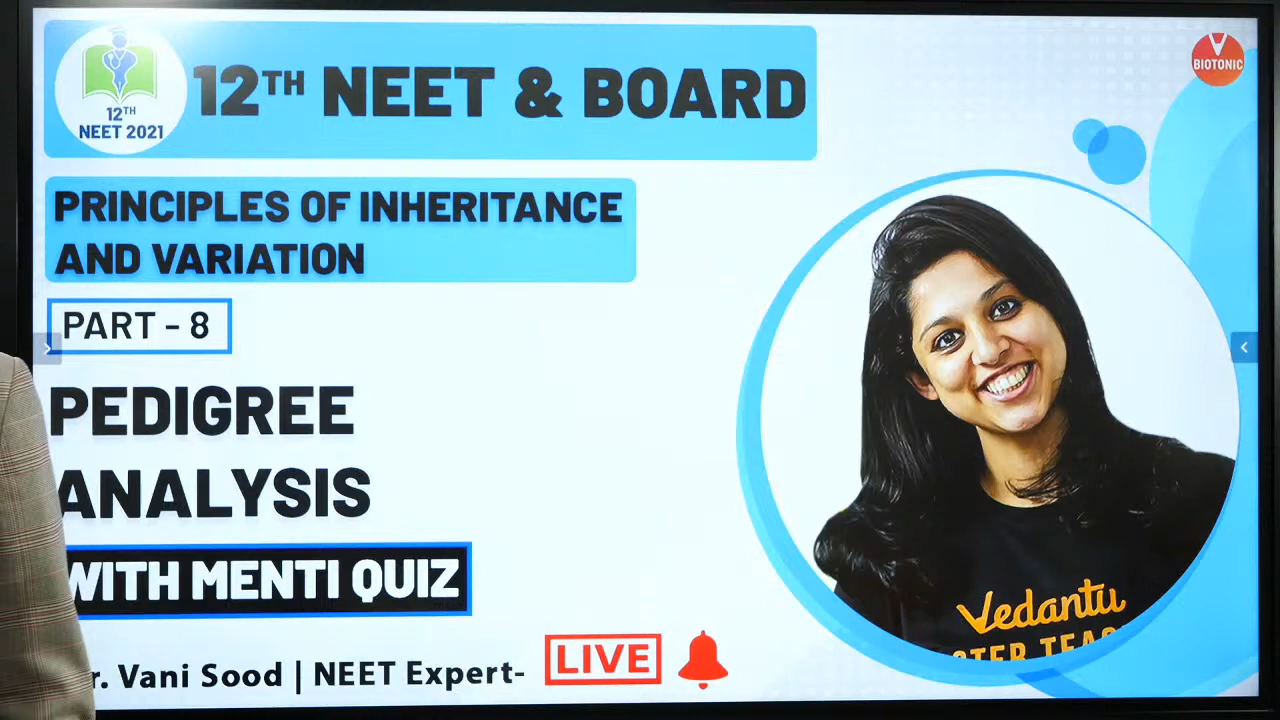 12TH NEET & BOARD
12TH
NEET 2021
BIOTONIC
PRINCIPLES OF INHERITANCE
AND VARIATION
PART - 8
PEDIGREE
ANALYSIS
WITH MENTI QUIZ
r. Vani Sood | NEET Expert-
LIVE
Vedantu